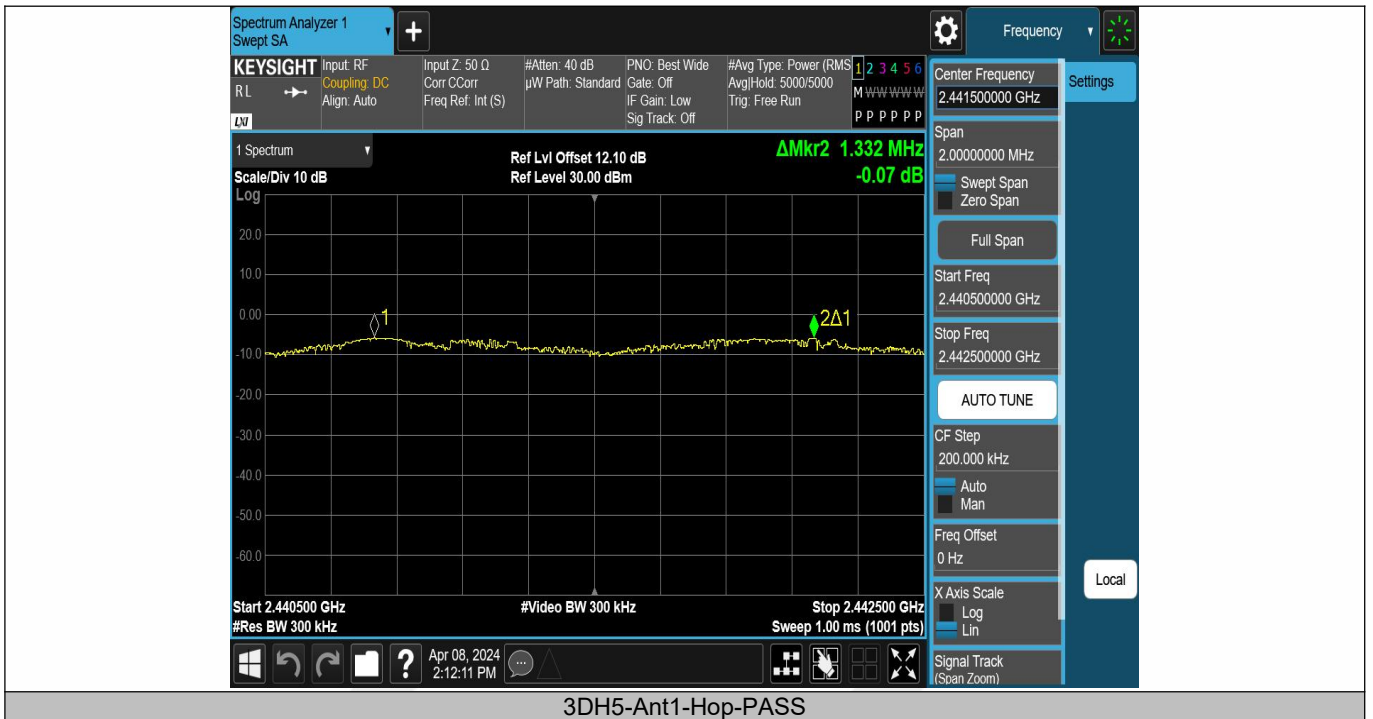 Spectrum Analyzer 1
Swept SA
+
Frequency
KEYSIGHT
RL
LXI
Input: RF
Coupling: DC
Align: Auto
Input Z: 50 Ω
Corr CCorr
Freq Ref: Int (S)
#Atten: 40 dB
µW Path: Standard
PNO: Best Wide
Gate: Off
IF Gain: Low
Sig Track: Off
#Avg Type: Power (RMS
Avg|Hold: 5000/5000
Trig: Free Run
1 2 3 4 5 6
M W W W W W
P P P P P P
1 Spectrum
Scale/Div 10 dB
Log
Ref Lvl Offset 12.10 dB
Ref Level 30.00 dBm
ΔMkr2 1.332 MHz
-0.07 dB
20.0
10.0
0.00
-10.0
-20.0
-30.0
-40.0
-50.0
-60.0
1
2Δ1
Start 2.440500 GHz
#Res BW 300 kHz
#Video BW 300 kHz
Stop 2.442500 GHz
Sweep 1.00 ms (1001 pts)
Center Frequency
2.441500000 GHz
Settings
Span
2.00000000 MHz
Swept Span
Zero Span
Full Span
Start Freq
2.440500000 GHz
Stop Freq
2.442500000 GHz
AUTO TUNE
CF Step
200.000 kHz
Auto
Man
Freq Offset
0 Hz
X Axis Scale
Log
Lin
Local
Signal Track
(Span Zoom)
?
Apr 08, 2024
2:12:11 PM
3DH5-Ant1-Hop-PASS